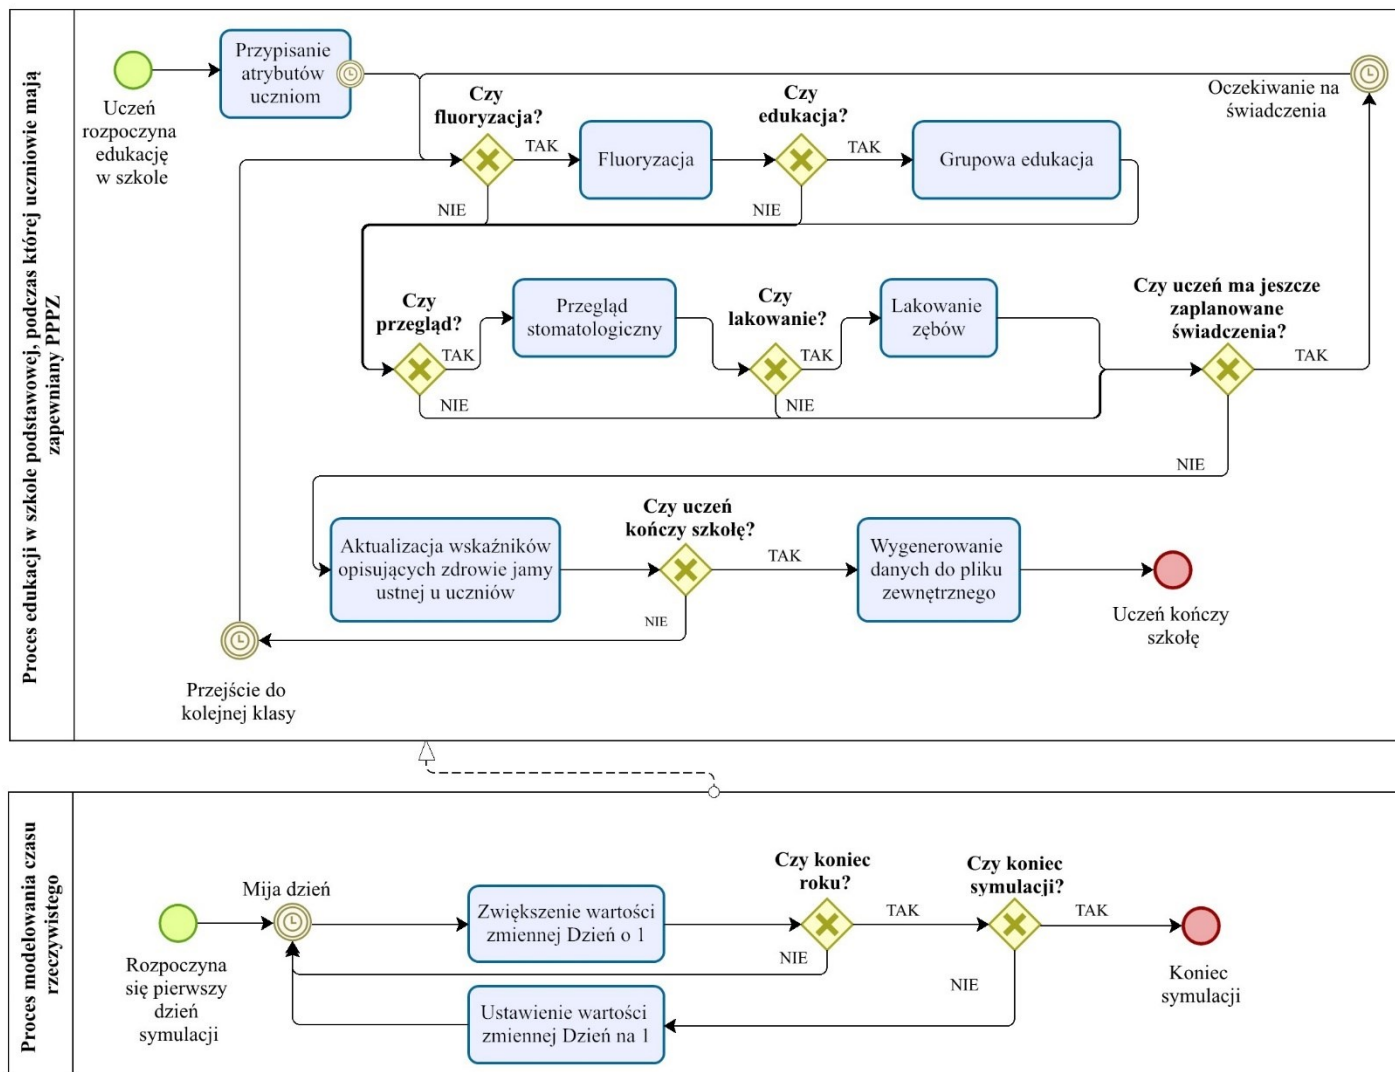 Proces edukacji w szkole podstawowej, podczas której uczniowie mają
zapewniany PPPZ
Przypisanie
atrybutów
uczniom
Uczeń
rozpoczyna
edukację
w szkole
Czy
fluoryzacja?
TAK
NIE
Fluoryzacja
Czy
edukacja?
TAK
NIE
Grupowa edukacja
Oczekiwanie na
świadczenia
Czy
przegląd?
TAK
NIE
Przegląd
stomatologiczny
Czy
lakowanie?
TAK
NIE
Lakowanie
zębów
Czy uczeń ma jeszcze
zaplanowane
świadczenia?
TAK
NIE
Aktualizacja wskaźników
opisujących zdrowie jamy
ustnej u uczniów
Czy uczeń
kończy szkołę?
TAK
NIE
Wygenerowanie
danych do pliku
zewnętrznego
Uczeń kończy
szkołę
Przejście do
kolejnej klasy
Proces modelowania czasu
rzeczywistego
Rozpoczyna
się pierwszy
dzień
symulacji
Mija dzień
Zwiększenie wartości
zmiennej Dzień o 1
Czy koniec
roku?
TAK
NIE
Czy koniec
symulacji?
TAK
NIE
Koniec
symulacji
Ustawienie wartości
zmiennej Dzień na 1